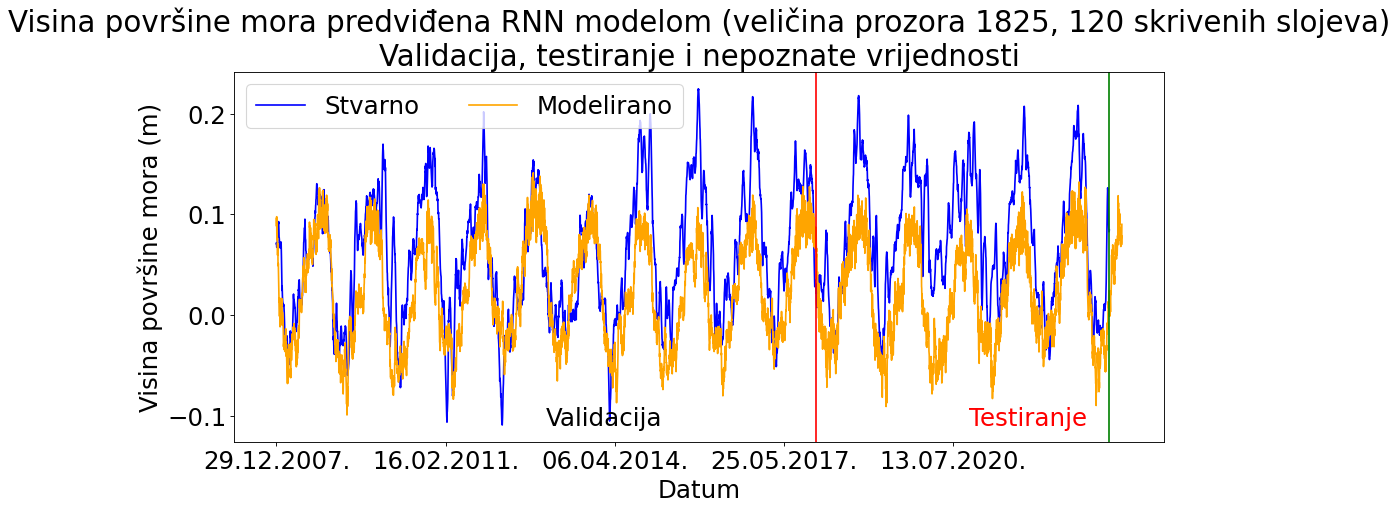 Visina površine mora predviđena RNN modelom (veličina prozora 1825, 120 skrivenih slojeva)
Validacija, testiranje i nepoznate vrijednosti
Stvarno
Modelirano
Visina površine mora (m)
0.2
0.1
0.0
−0.1
Validacija
Testiranje
29.12.2007.
16.02.2011.
06.04.2014.
25.05.2017.
13.07.2020.
Datum